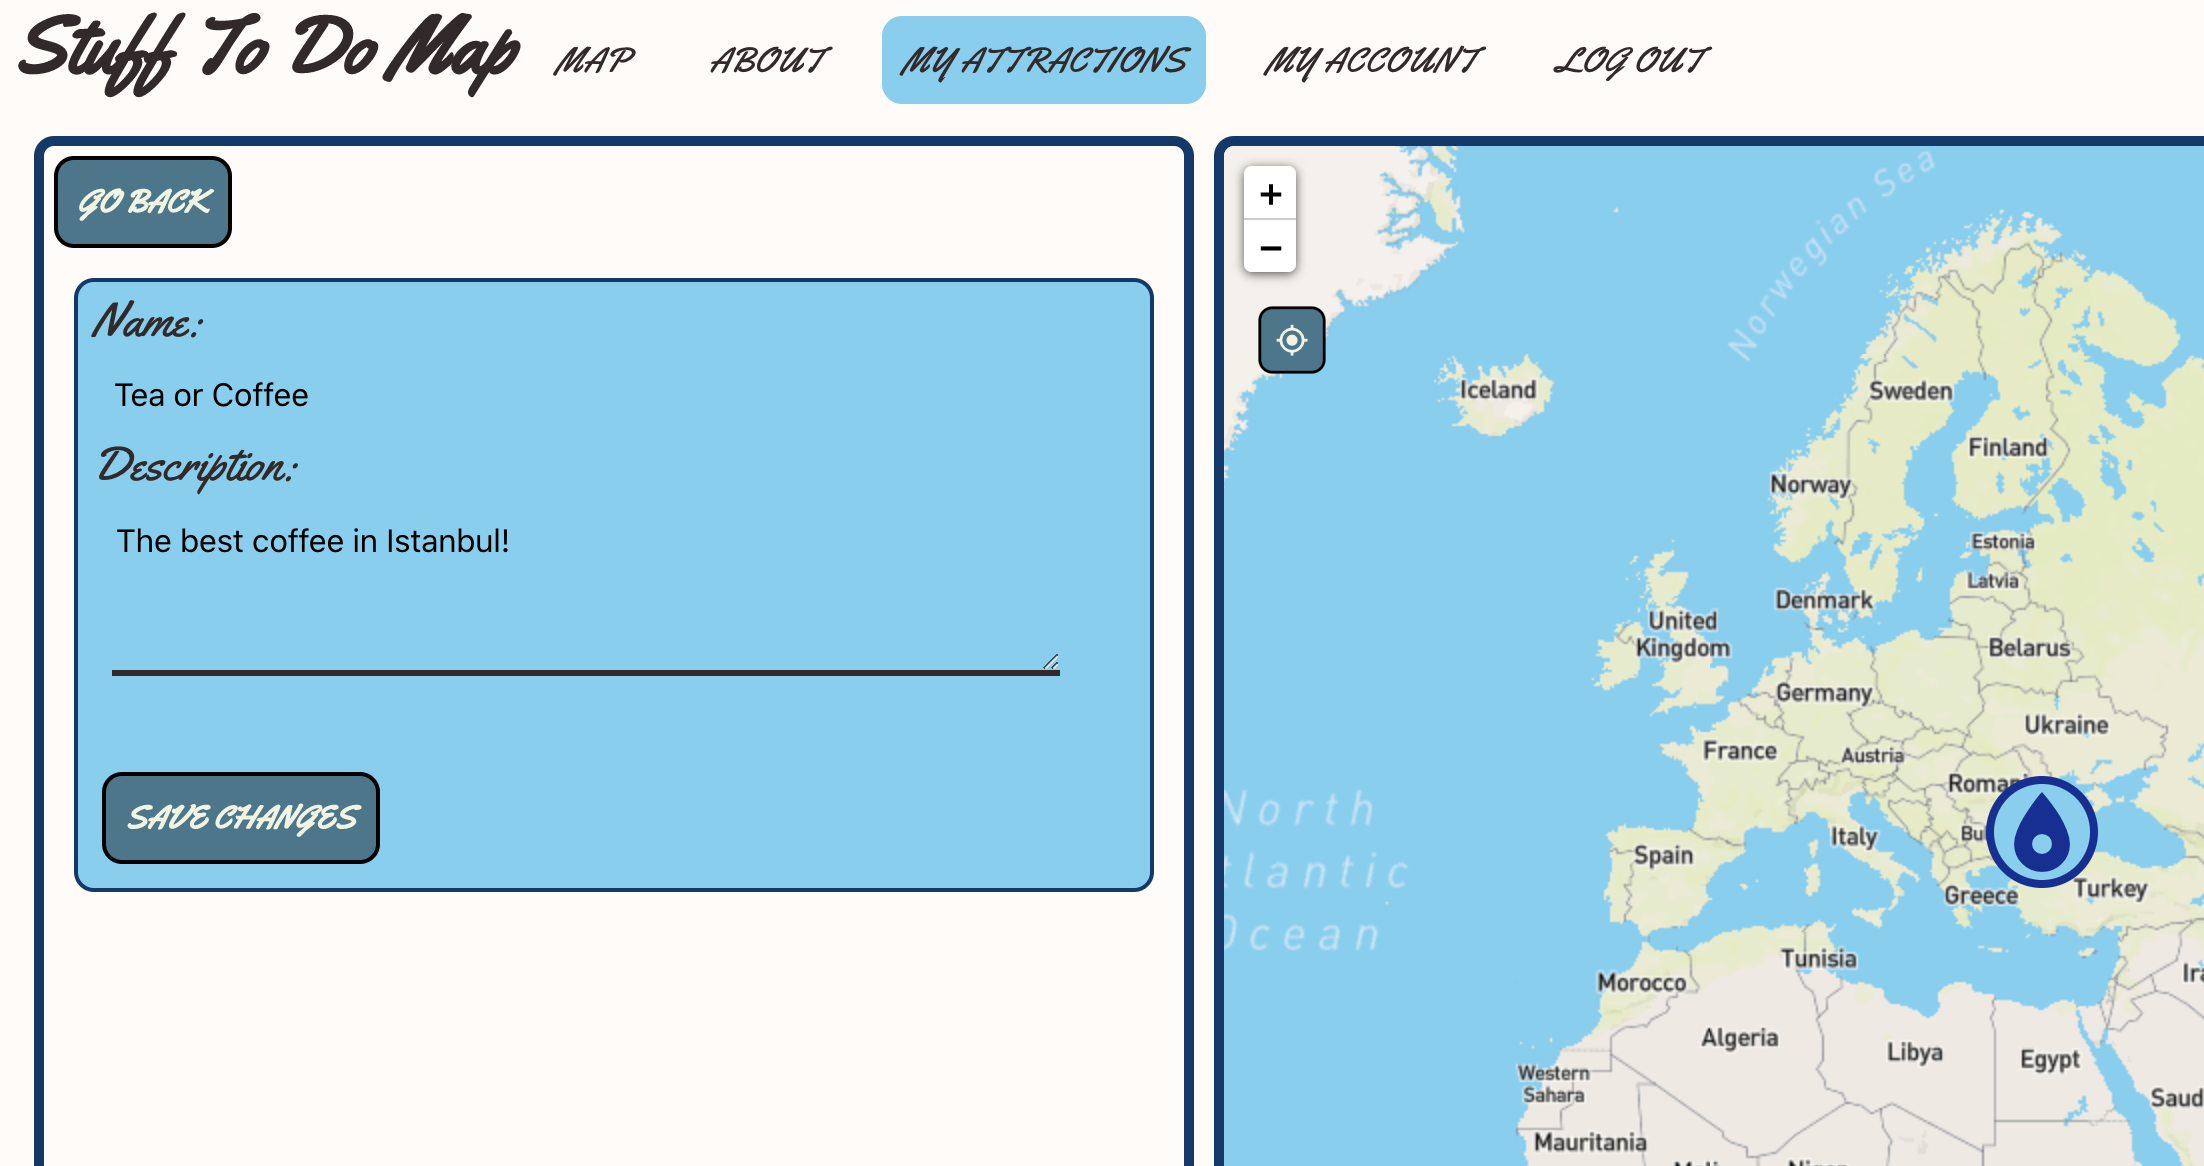 Stuff To Do Map
MAP
ABOUT
MY ATTRACTIONS
MY ACCOUNT
LOG OUT
GO BACK
Name:
Tea or Coffee
Description:
The best coffee in Istanbul!
SAVE CHANGES
+
−
Norwegian Sea
Iceland
Sweden
Finland
Norway
Estonia
Latvia
Denmark
United
Kingdom
Belarus
Germany
Ukraine
France
Austria
Roman
North
tlantic
Ocean
Bu
Italy
Spain
Greece
Turkey
Tunisia
Morocco
Ira
Algeria
Libya
Egypt
Western
Sahara
Saud
Mauritania